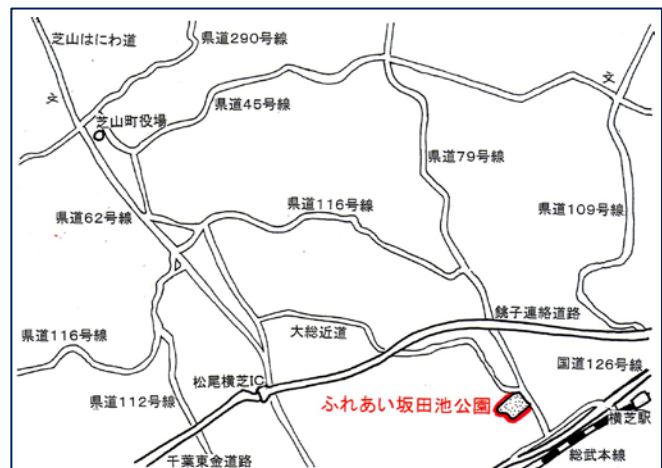 芝山はにわ道
県道290号線
文
文
県道45号線
芝山町役場
県道79号線
県道62号線
県道116号線
県道109号線
銚子連絡道路
大総近道
県道116号線
国道126号線
松尾横芝IC
県道112号線
ふれあい坂田池公園
横芝駅
総武本線
千葉東金道路